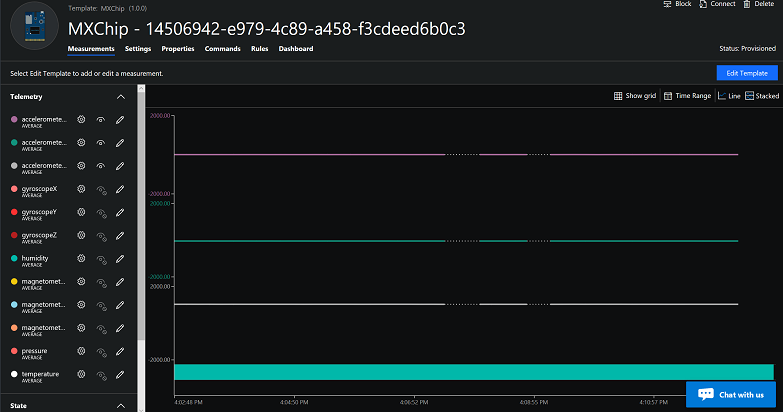 Template: MXChip (1.0.0)
Block
Connect
Delete
MXChip - 14506942-e979-4c89-a458-f3cdeed6b0c3
Measurements Settings Properties Commands Rules Dashboard
Status: Provisioned
Select Edit Template to add or edit a measurement.
Edit Template
Telemetry
Show grid
Time Range
Line
Stacked
acceleromete...
AVERAGE
acceleromete...
AVERAGE
acceleromete...
AVERAGE
gyroscopeX
AVERAGE
gyroscopeY
AVERAGE
gyroscopeZ
AVERAGE
humidity
AVERAGE
magnetomet...
AVERAGE
magnetomet...
AVERAGE
magnetomet...
AVERAGE
pressure
AVERAGE
temperature
AVERAGE
State
2000.00
-2000.00
2000.00
-2000.00
2000.00
-2000.00
4:02:48 PM
4:04:50 PM
4:06:52 PM
4:08:55 PM
4:10:57 PM
Chat with us